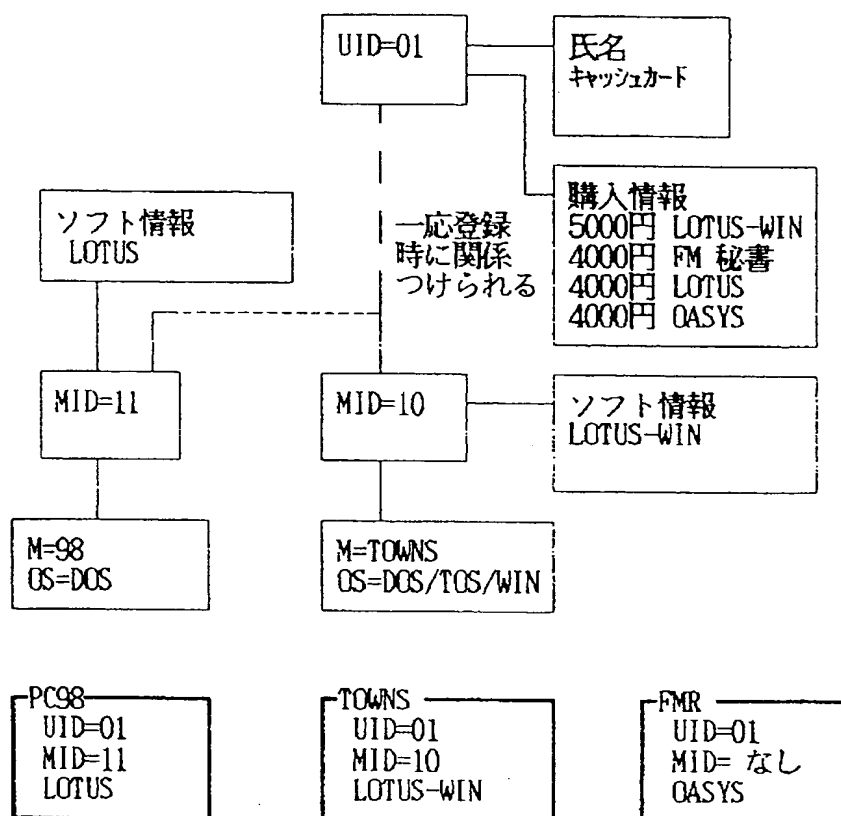 UID=01
氏名
キャッシュカード
購入情報
5000円 LOTUS-WIN
4000円 FM 秘書
4000円 LOTUS
4000円 OASYS
一応登録
時に関係
つけられる
ソフト情報
LOTUS
MID=11
MID=10
ソフト情報
LOTUS-WIN
M=98
OS=DOS
M=TOWNS
OS=DOS/TOS/WIN
PC98
UID=01
MID=11
LOTUS
TOWNS
UID=01
MID=10
LOTUS-WIN
FMR
UID=01
MID= なし
OASYS